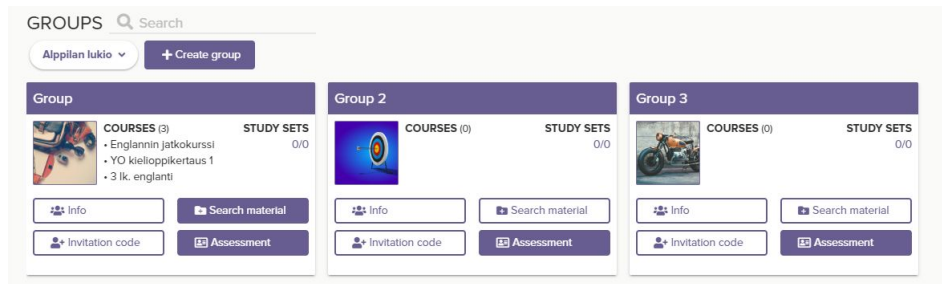 GROUPS Search
Alppilan lukio + Create group
Group
COURSES (3) STUDY SETS
• Englannin jatkokurssi 0/0
• YO kielioppikertaus 1
• 3 lk. englanti
Info Search material
Invitation code Assessment
Group 2
COURSES (0) STUDY SETS
0/0
Info Search material
Invitation code Assessment
Group 3
COURSES (0) STUDY SETS
0/0
Info Search material
Invitation code Assessment